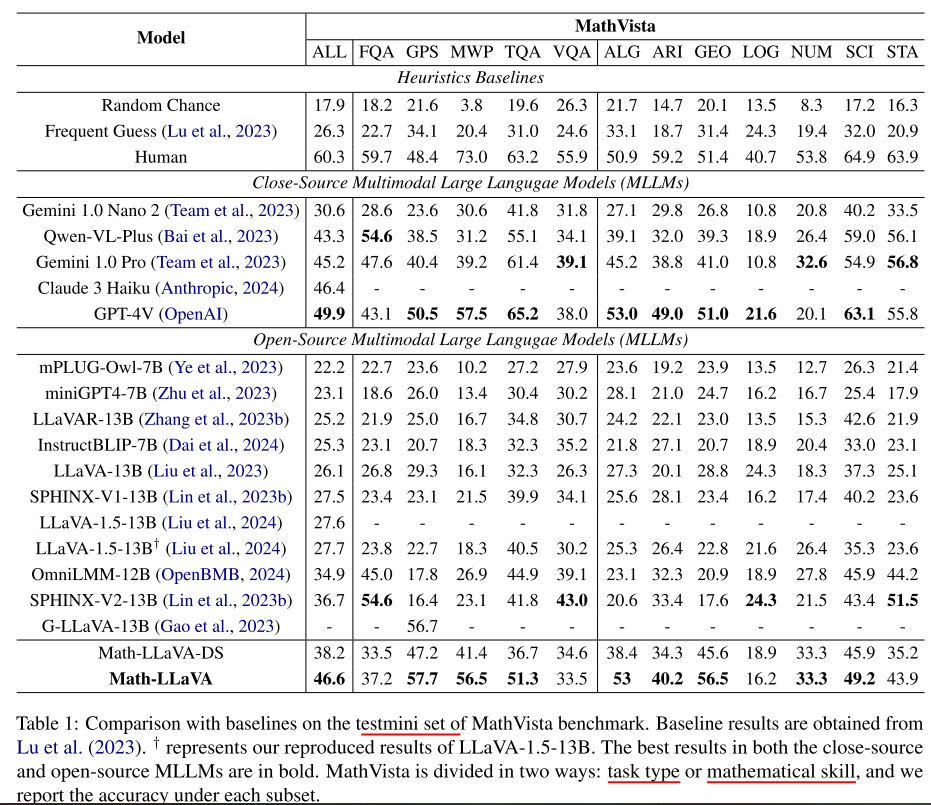 Model MathVista
ALL FQA GPS MWP TQA VQA ALG ARI GEO LOG NUM SCI STA
Heuristics Baselines
Random Chance 17.9 18.2 21.6 3.8 19.6 26.3 21.7 14.7 20.1 13.5 8.3 17.2 16.3
Frequent Guess (Lu et al., 2023) 26.3 22.7 34.1 20.4 31.0 24.6 33.1 18.7 31.4 24.3 19.4 32.0 20.9
Human 60.3 59.7 48.4 73.0 63.2 55.9 50.9 59.2 51.4 40.7 53.8 64.9 63.9
Close-Source Multimodal Large Langugae Models (MLLMs)
Gemini 1.0 Nano 2 (Team et al., 2023) 30.6 28.6 23.6 30.6 41.8 31.8 27.1 29.8 26.8 10.8 20.8 40.2 33.5
Qwen-VL-Plus (Bai et al., 2023) 43.3 54.6 38.5 31.2 55.1 34.1 39.1 32.0 39.3 18.9 26.4 59.0 56.1
Gemini 1.0 Pro (Team et al., 2023) 45.2 47.6 40.4 39.2 61.4 39.1 45.2 38.8 41.0 10.8 32.6 54.9 56.8
Claude 3 Haiku (Anthropic, 2024) 46.4 - - - - - - - - - - - -
GPT-4V (OpenAI) 49.9 43.1 50.5 57.5 65.2 38.0 53.0 49.0 51.0 21.6 20.1 63.1 55.8
Open-Source Multimodal Large Langugae Models (MLLMs)
mPLUG-Owl-7B (Ye et al., 2023) 22.2 22.7 23.6 10.2 27.2 27.9 23.6 19.2 23.9 13.5 12.7 26.3 21.4
miniGPT4-7B (Zhu et al., 2023) 23.1 18.6 26.0 13.4 30.4 30.2 28.1 21.0 24.7 16.2 16.7 25.4 17.9
LLaVAR-13B (Zhang et al., 2023b) 25.2 21.9 25.0 16.7 34.8 30.7 24.2 22.1 23.0 13.5 15.3 42.6 21.9
InstructBLIP-7B (Dai et al., 2024) 25.3 23.1 20.7 18.3 32.3 35.2 21.8 27.1 20.7 18.9 20.4 33.0 23.1
LLaVA-13B (Liu et al., 2023) 26.1 26.8 29.3 16.1 32.3 26.3 27.3 20.1 28.8 24.3 18.3 37.3 25.1
SPHINX-V1-13B (Lin et al., 2023b) 27.5 23.4 23.1 21.5 39.9 34.1 25.6 28.1 23.4 16.2 17.4 40.2 23.6
LLaVA-1.5-13B (Liu et al., 2024) 27.6 - - - - - - - - - - - -
LLaVA-1.5-13B† (Liu et al., 2024) 27.7 23.8 22.7 18.3 40.5 30.2 25.3 26.4 22.8 21.6 26.4 35.3 23.6
OmniLMM-12B (OpenBMB, 2024) 34.9 45.0 17.8 26.9 44.9 39.1 23.1 32.3 20.9 18.9 27.8 45.9 44.2
SPHINX-V2-13B (Lin et al., 2023b) 36.7 54.6 16.4 23.1 41.8 43.0 20.6 33.4 17.6 24.3 21.5 43.4 51.5
G-LLaVA-13B (Gao et al., 2023) - - 56.7 - - - - - - - - - -
Math-LLaVA-DS 38.2 33.5 47.2 41.4 36.7 34.6 38.4 34.3 45.6 18.9 33.3 45.9 35.2
Math-LLaVA 46.6 37.2 57.7 56.5 51.3 33.5 53 40.2 56.5 16.2 33.3 49.2 43.9
Table 1: Comparison with baselines on the testmini set of MathVista benchmark. Baseline results are obtained from
Lu et al. (2023). † represents our reproduced results of LLaVA-1.5-13B. The best results in both the close-source
and open-source MLLMs are in bold. MathVista is divided in two ways: task type or mathematical skill, and we
report the accuracy under each subset.